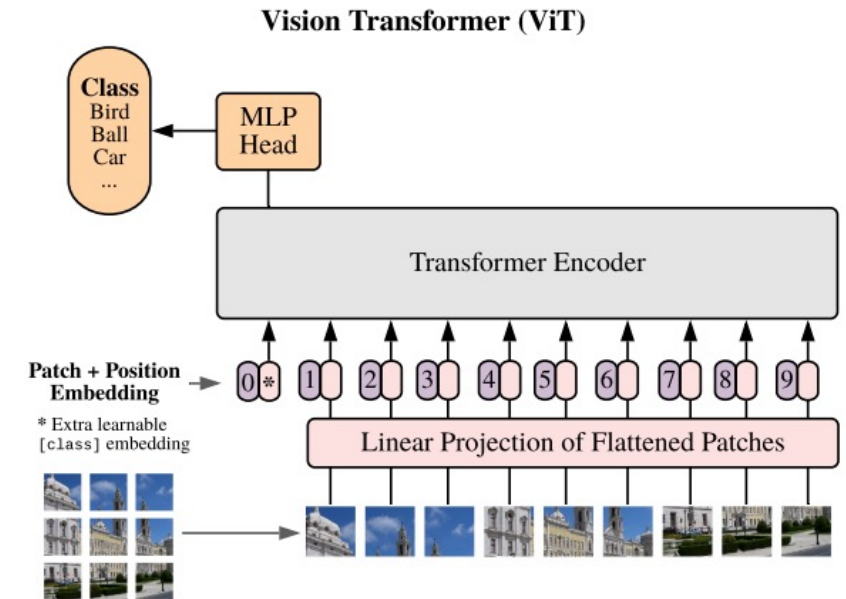 Vision Transformer (ViT)
Class
Bird
Ball
Car
...
MLP
Head
Transformer Encoder
Patch + Position
Embedding
0 * 1 2 3 4 5 6 7 8 9
* Extra learnable
[class] embedding
Linear Projection of Flattened Patches